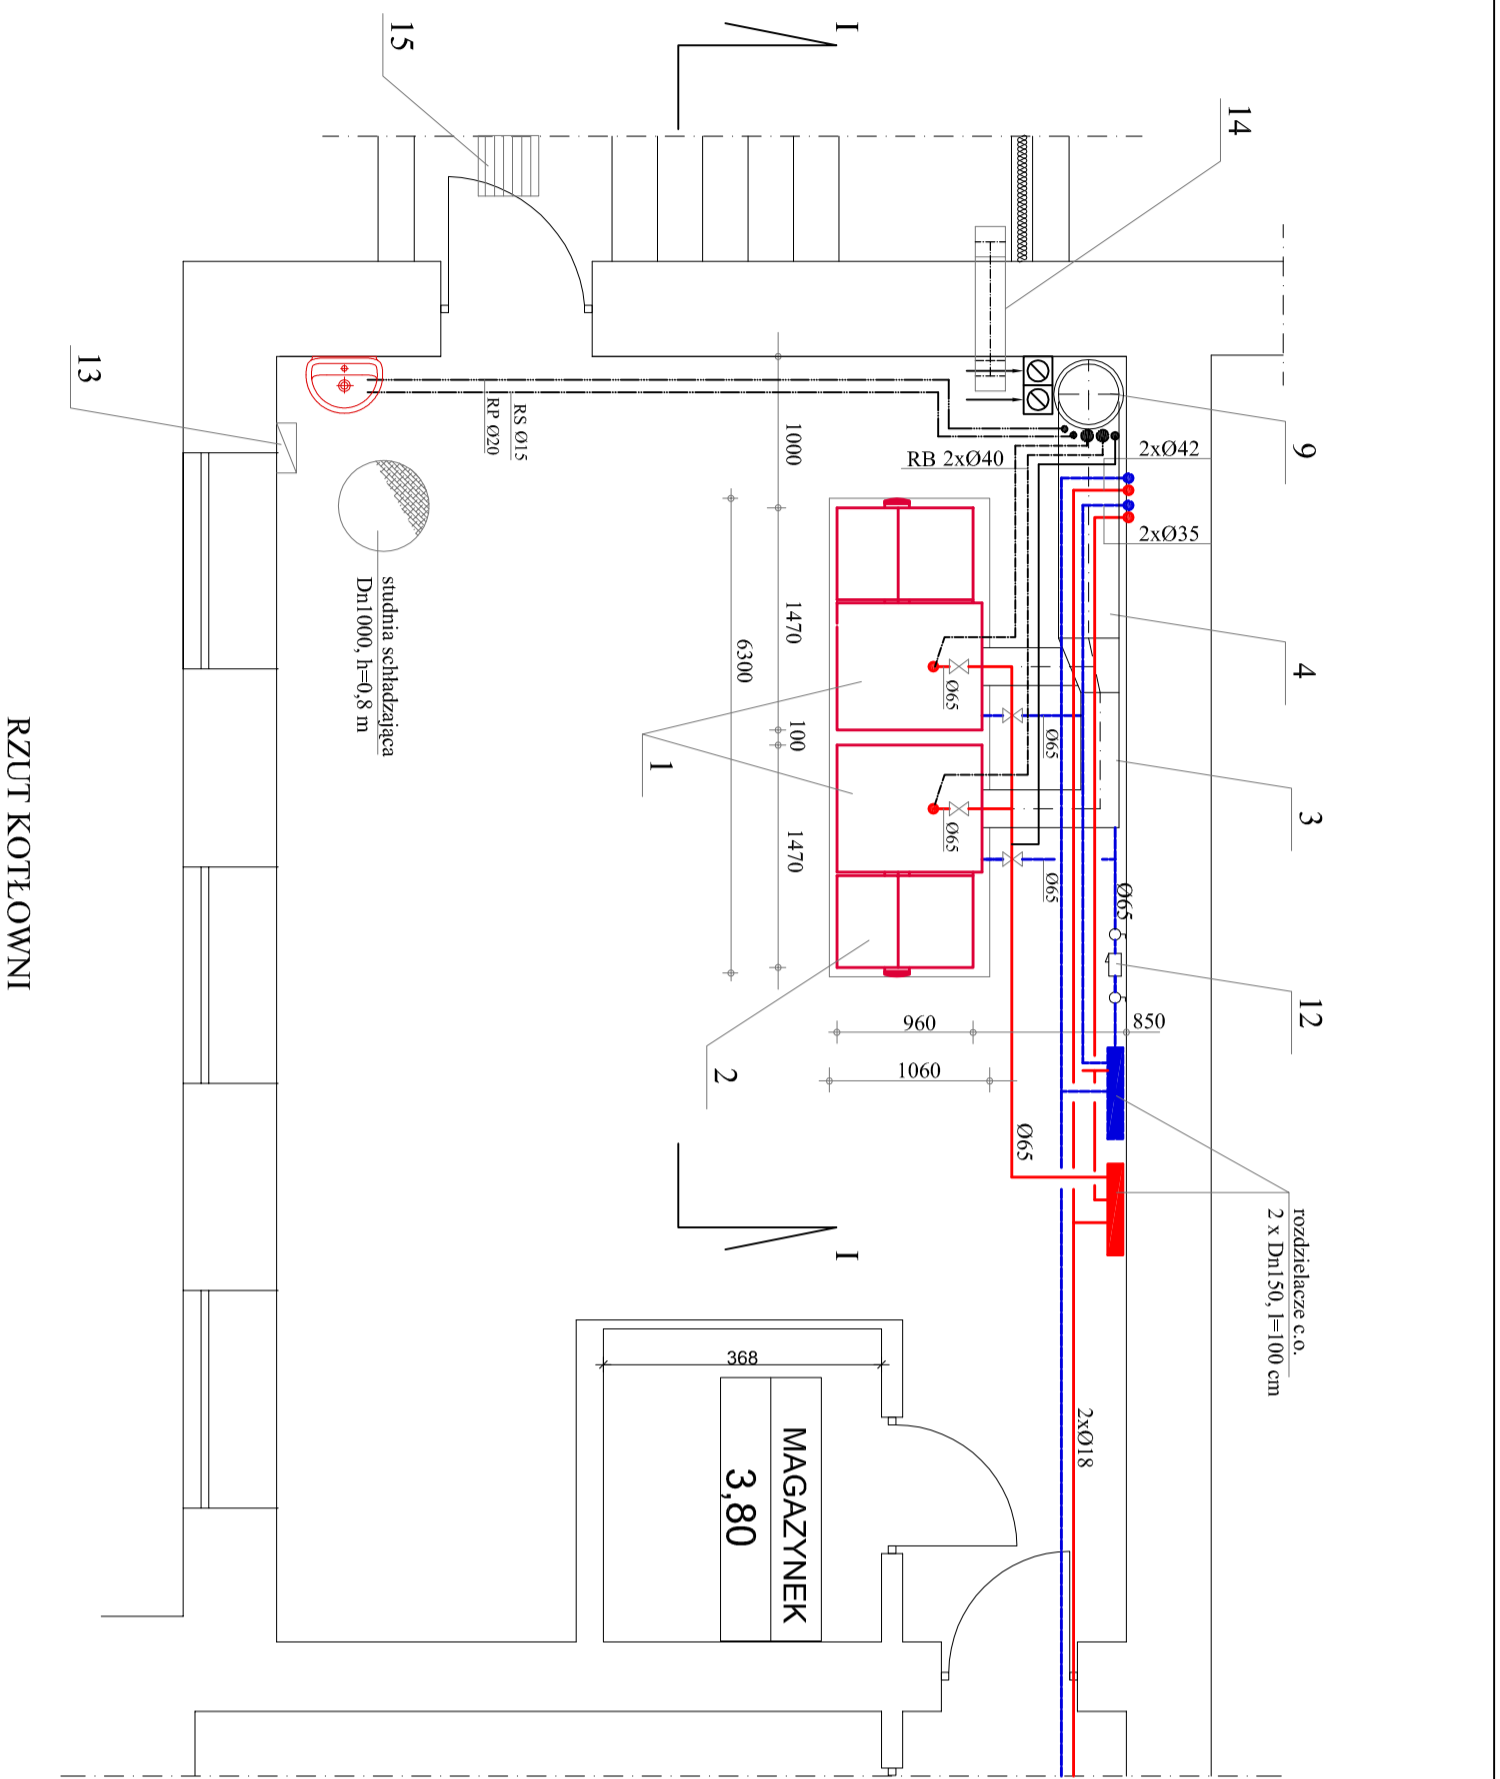 I
15
14
9
2xØ42
RB 2xØ40
2xØ35
4
3
12
13
RS Ø15
RP Ø20
1000
1470
100
1470
6300
Ø65
Ø65
Ø65
Ø65
Ø65
1
2
960
850
1060
Ø65
studnia schładzająca
Dn1000, h=0,8 m
rozdzielacze c.o.
2 x Dn150, l=100 cm
I
368
MAGAZYNEK
3,80
2xØ18
RZUT KOTŁOWNI